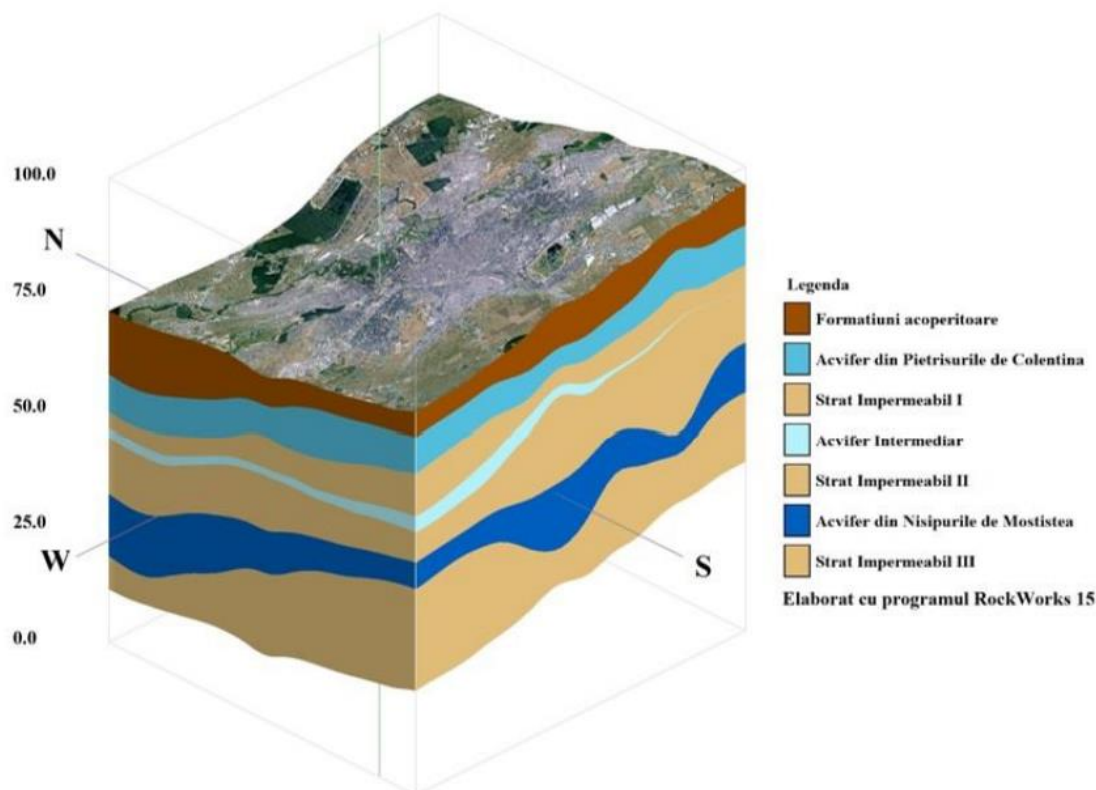 100.0
N
75.0
50.0
25.0
W
S
0.0
Legenda
Formatiuni acoperitoare
Acvifer din Pietrisurile de Colentina
Strat Impermeabil I
Acvifer Intermediar
Strat Impermeabil II
Acvifer din Nisipurile de Mostistea
Strat Impermeabil III
Elaborat cu programul RockWorks 15